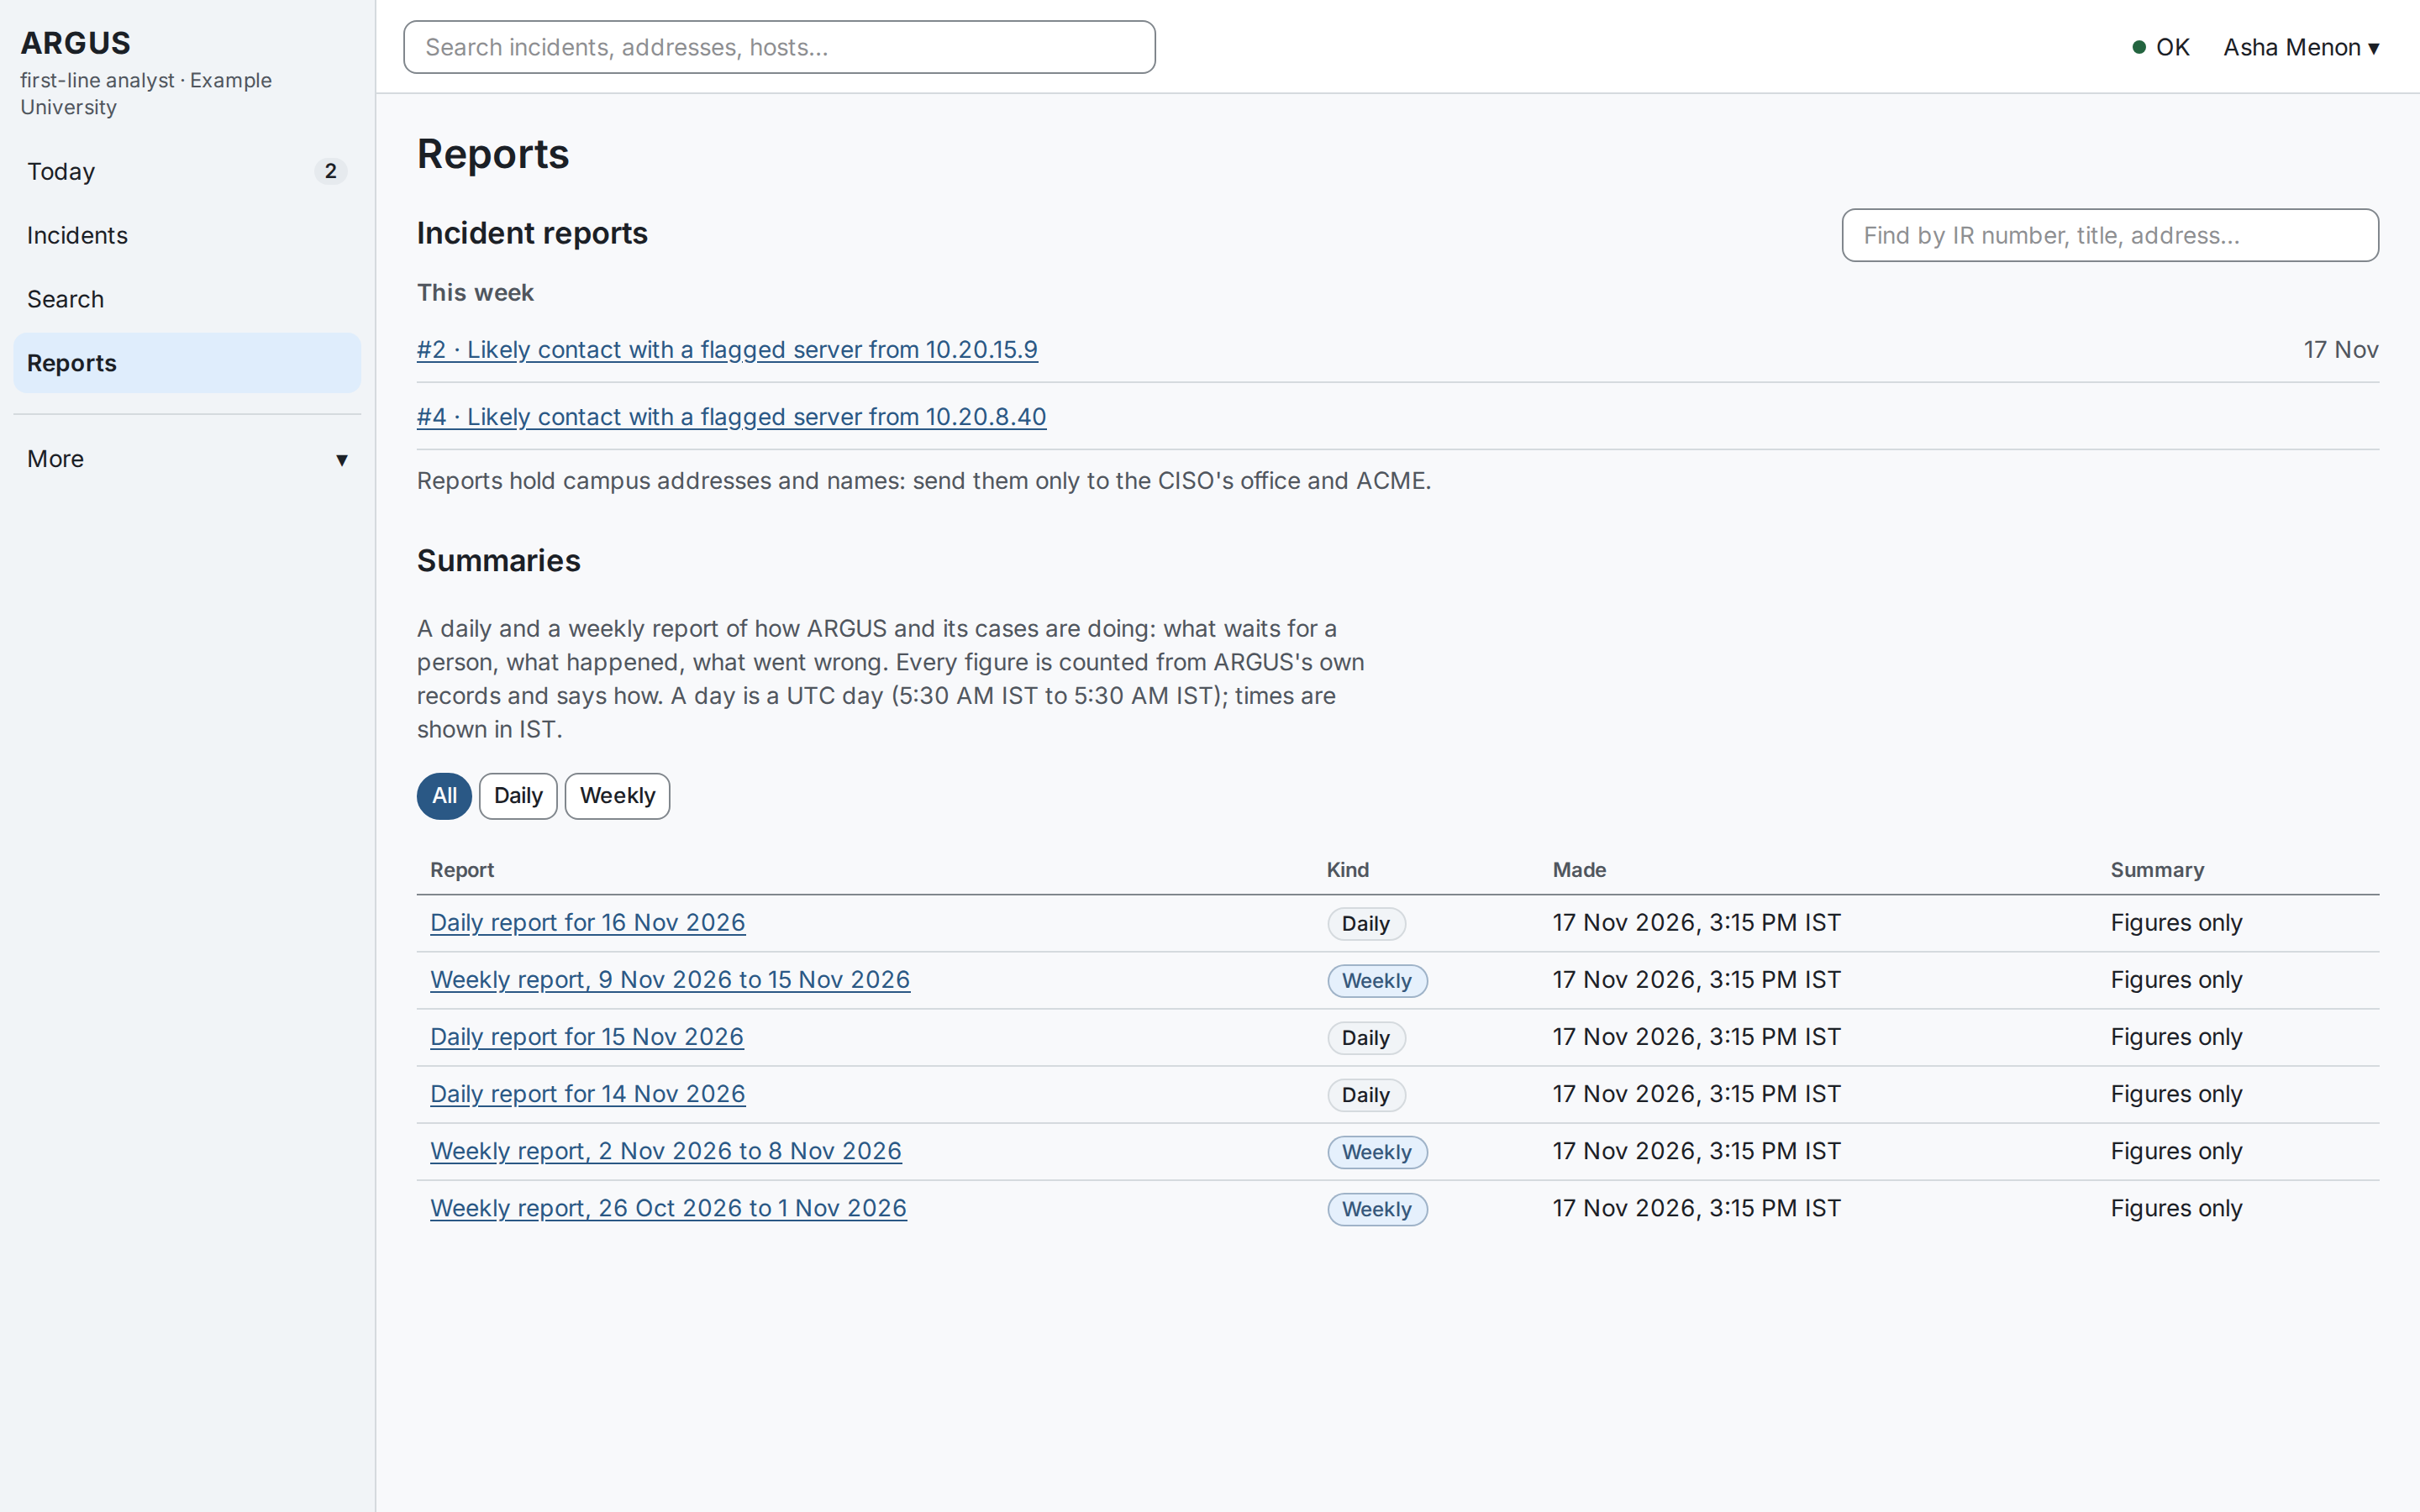 ARGUS
first-line analyst · Example
University
Today 2
Incidents
Search
Reports
More ▾
Search incidents, addresses, hosts...
OK Asha Menon ▾
Reports
Incident reports
Find by IR number, title, address...
This week
#2 · Likely contact with a flagged server from 10.20.15.9 17 Nov
#4 · Likely contact with a flagged server from 10.20.8.40
Reports hold campus addresses and names: send them only to the CISO's office and ACME.
Summaries
A daily and a weekly report of how ARGUS and its cases are doing: what waits for a
person, what happened, what went wrong. Every figure is counted from ARGUS's own
records and says how. A day is a UTC day (5:30 AM IST to 5:30 AM IST); times are
shown in IST.
All Daily Weekly
Report Kind Made Summary
Daily report for 16 Nov 2026 Daily 17 Nov 2026, 3:15 PM IST Figures only
Weekly report, 9 Nov 2026 to 15 Nov 2026 Weekly 17 Nov 2026, 3:15 PM IST Figures only
Daily report for 15 Nov 2026 Daily 17 Nov 2026, 3:15 PM IST Figures only
Daily report for 14 Nov 2026 Daily 17 Nov 2026, 3:15 PM IST Figures only
Weekly report, 2 Nov 2026 to 8 Nov 2026 Weekly 17 Nov 2026, 3:15 PM IST Figures only
Weekly report, 26 Oct 2026 to 1 Nov 2026 Weekly 17 Nov 2026, 3:15 PM IST Figures only